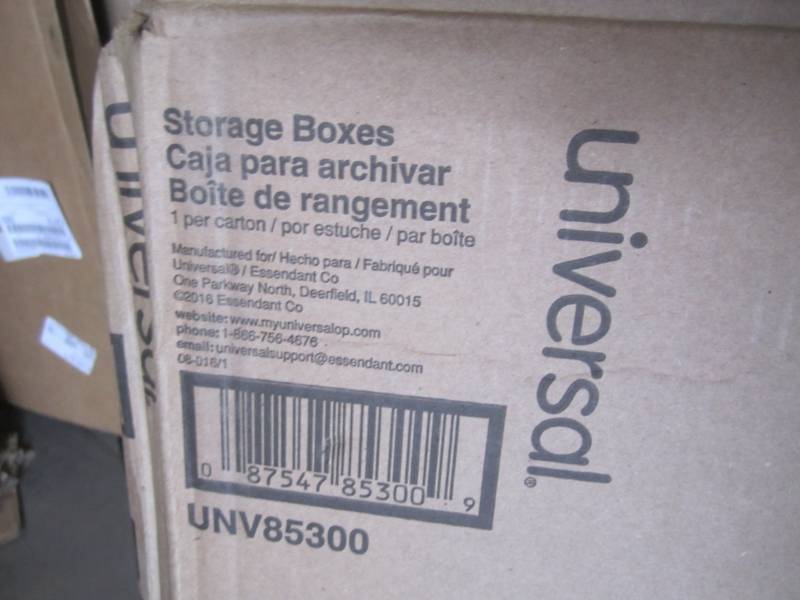 Storage Boxes
Caja para archivar
Boîte de rangement
1 per carton / por estuche / par boîte
Manufactured for/ Hecho para / Fabriqué pour
Universal® / Essendant Co
One Parkway North, Deerfield, IL 60015
©2016 Essendant Co
website: www.myuniversalop.com
phone: 1-866-756-4676
email: universalsupport@essendant.com
08-016/1
0 87547 85300 9
UNV85300
universal®
universal